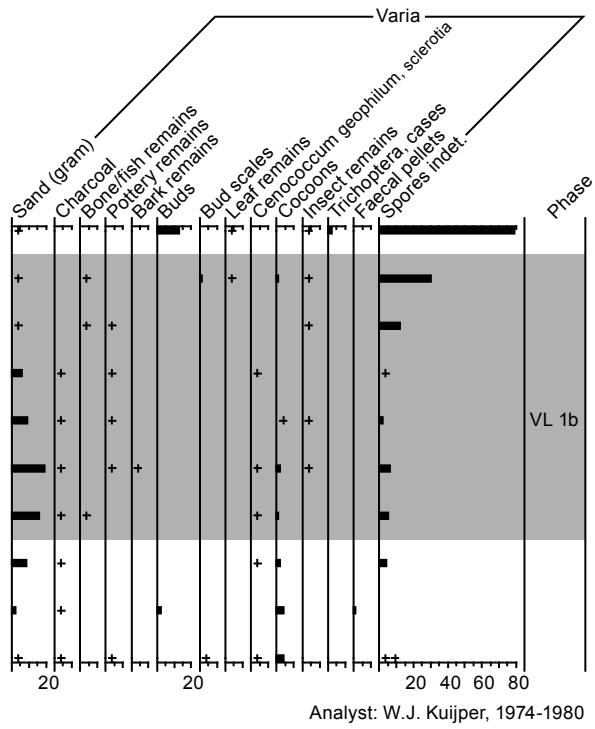 Varia
Sand (gram)
Charcoal
Bone/fish remains
Pottery remains
Bark remains
Buds
Bud scales
Leaf remains
Cenococcum geophilum, sclerotia
Cocoons
Insect remains
Trichoptera, cases
Faecal pellets
Spores indet.
Phase
VL 1b
20 20 20 40 60 80
Analyst: W.J. Kuijper, 1974-1980